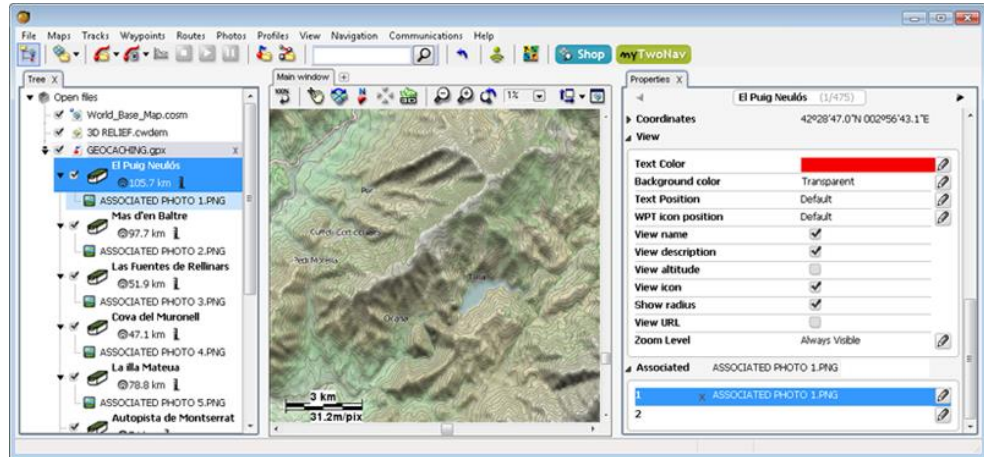 File Maps Tracks Waypoints Routes Photos Profiles View Navigation Communications Help
Shop
myTwoNav
Tree X
Open files
World_Base_Map.cosm
3D RELIEF.cwdem
GEOCACHING.gpx x
El Puig Neulós
105.7 km
ASSOCIATED PHOTO 1.PNG
Mas d'en Baltre
97.7 km
ASSOCIATED PHOTO 2.PNG
Las Fuentes de Rellinars
51.9 km
ASSOCIATED PHOTO 3.PNG
Cova del Muronell
47.1 km
ASSOCIATED PHOTO 4.PNG
La illa Mateua
78.8 km
ASSOCIATED PHOTO 5.PNG
Autopista de Montserrat
Main window
100%
1%
Por
Ocaña
3 km
31.2m/pix
Properties X
El Puig Neulós (1/475)
Coordinates 42º28'47.0"N 002º56'43.1"E
View
Text Color
Background color Transparent
Text Position Default
WPT icon position Default
View name
View description
View altitude
View icon
Show radius
View URL
Zoom Level Always Visible
Associated ASSOCIATED PHOTO 1.PNG
1 x ASSOCIATED PHOTO 1.PNG
2